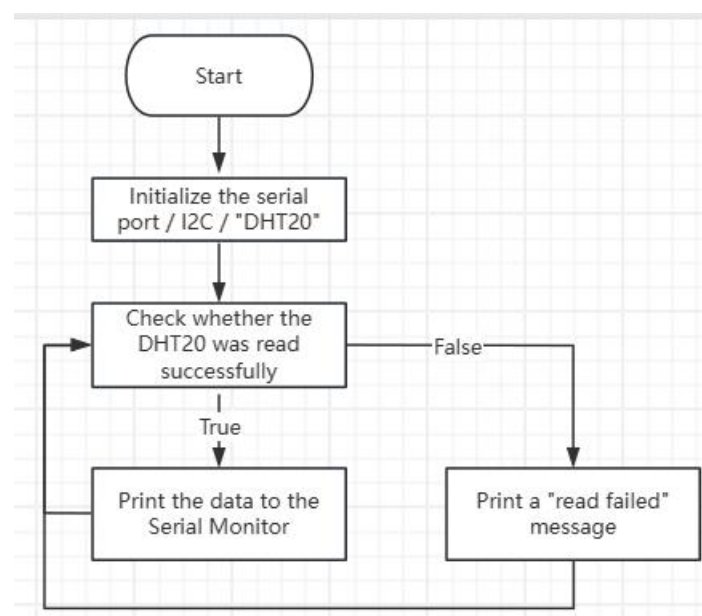 Start
Initialize the serial
port / I2C / "DHT20"
Check whether the
DHT20 was read
successfully
False
True
Print the data to the
Serial Monitor
Print a "read failed"
message